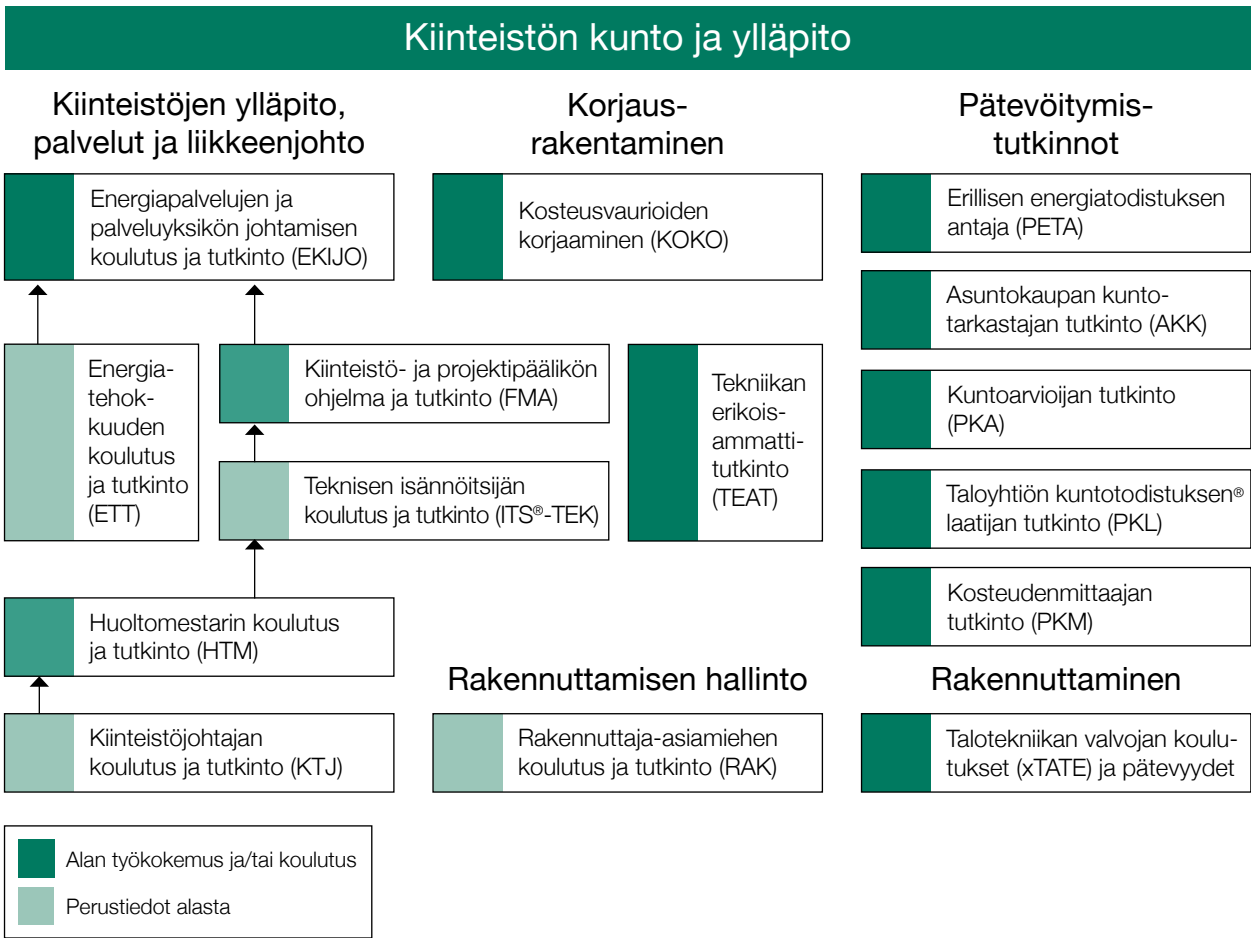 Kiinteistön kunto ja ylläpito
Kiinteistöjen ylläpito,
palvelut ja liikkeenjohto
Energiapalvelujen ja
palveluyksikön johtamisen
koulutus ja tutkinto (EKIJO)
Energia-
tehok-
kuuden
koulutus
ja tutkinto
(ETT)
Kiinteistö- ja projektipäälikön
ohjelma ja tutkinto (FMA)
Teknisen isännöitsijän
koulutus ja tutkinto (ITS®-TEK)
Huoltomestarin koulutus
ja tutkinto (HTM)
Kiinteistöjohtajan
koulutus ja tutkinto (KTJ)
Korjaus-
rakentaminen
Kosteusvaurioiden
korjaaminen (KOKO)
Tekniikan
erikois-
ammatti-
tutkinto
(TEAT)
Rakennuttamisen hallinto
Rakennuttaja-asiamiehen
koulutus ja tutkinto (RAK)
Pätevöitymis-
tutkinnot
Erillisen energiatodistuksen
antaja (PETA)
Asuntokaupan kunto-
tarkastajan tutkinto (AKK)
Kuntoarvioijan tutkinto
(PKA)
Taloyhtiön kuntotodistuksen®
laatijan tutkinto (PKL)
Kosteudenmittaajan
tutkinto (PKM)
Rakennuttaminen
Talotekniikan valvojan koulu-
tukset (xTATE) ja pätevyydet
Alan työkokemus ja/tai koulutus
Perustiedot alasta